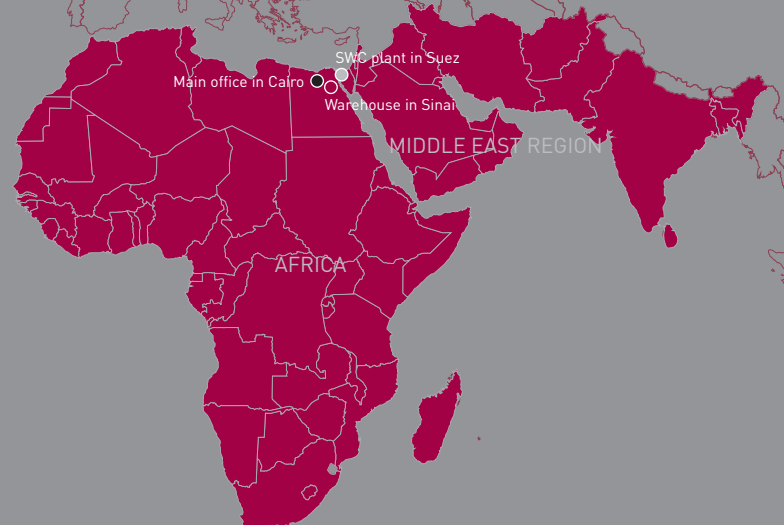 SWC plant in Suez
Main office in Cairo
Warehouse in Sinai
MIDDLE EAST REGION
AFRICA